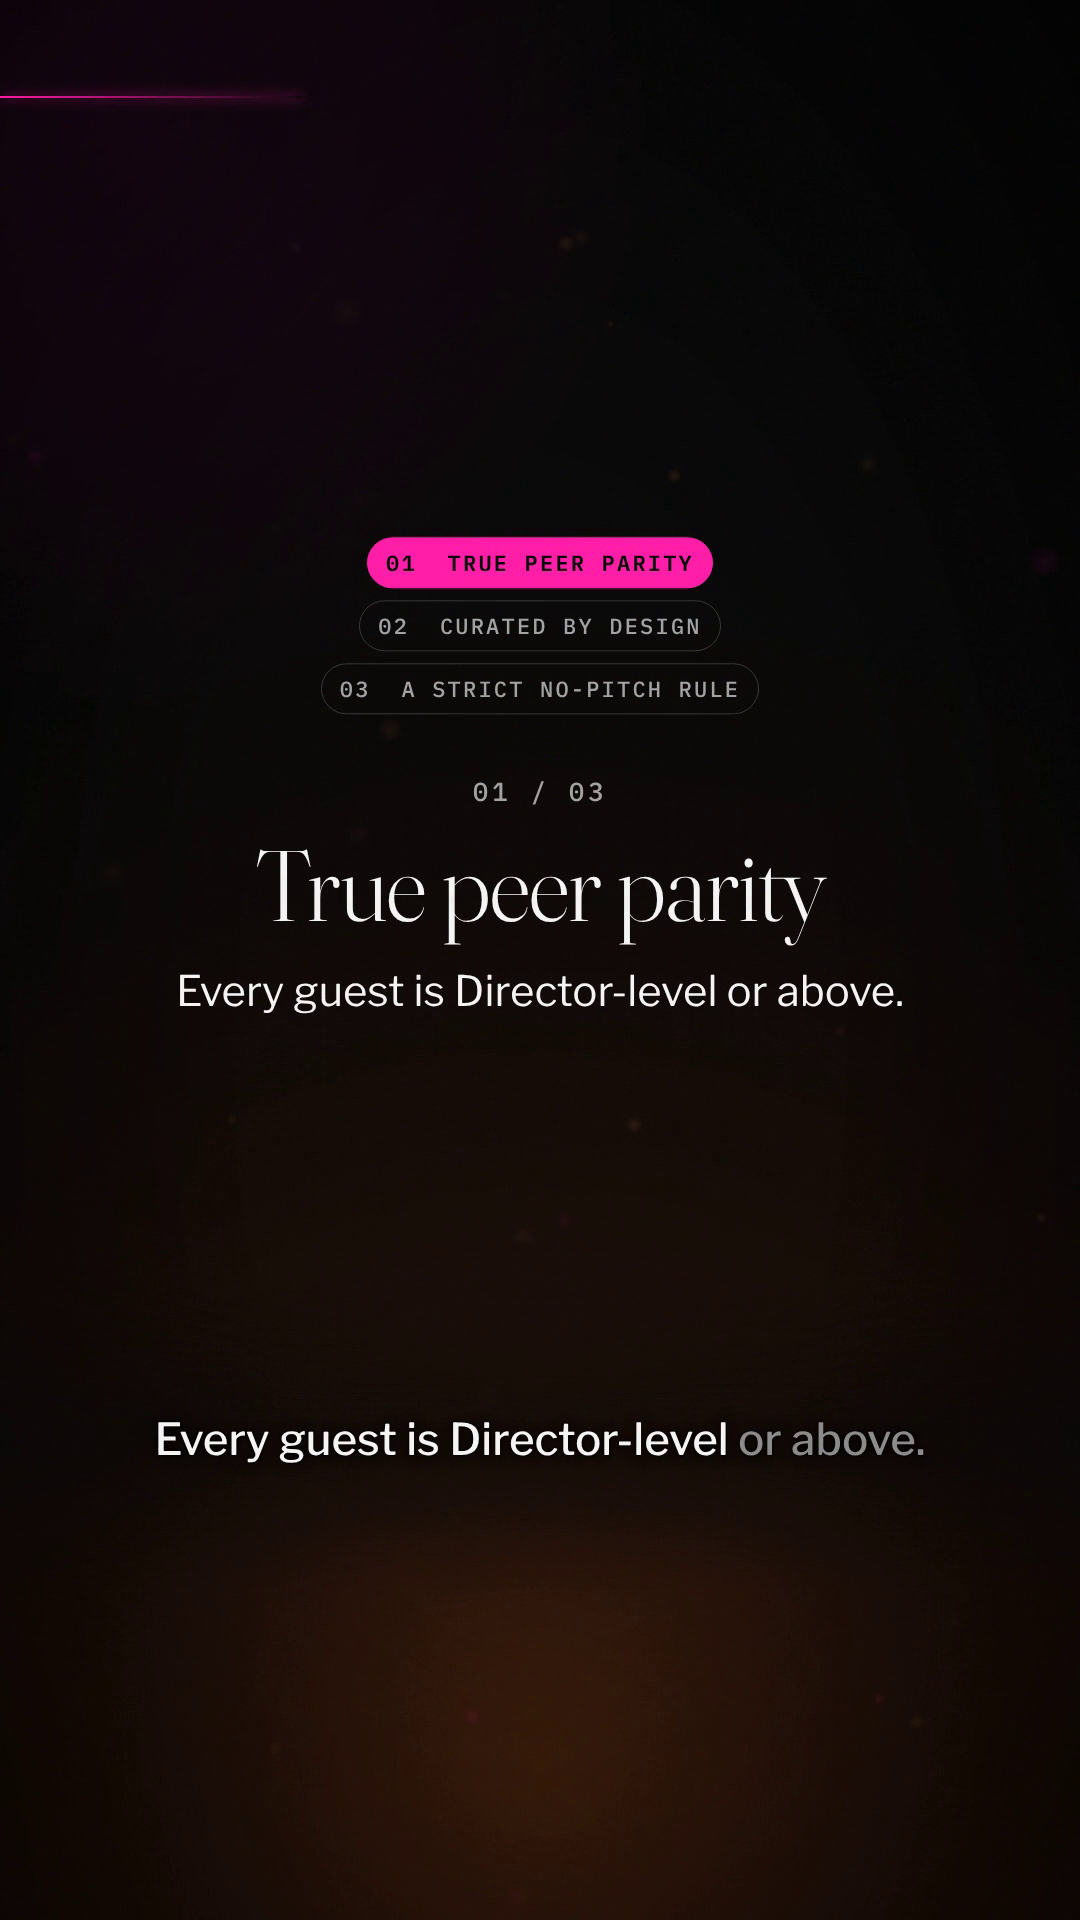 01 TRUE PEER PARITY
02 CURATED BY DESIGN
03 A STRICT NO-PITCH RULE
01 / 03
True peer parity
Every guest is Director-level or above.
Every guest is Director-level or above.